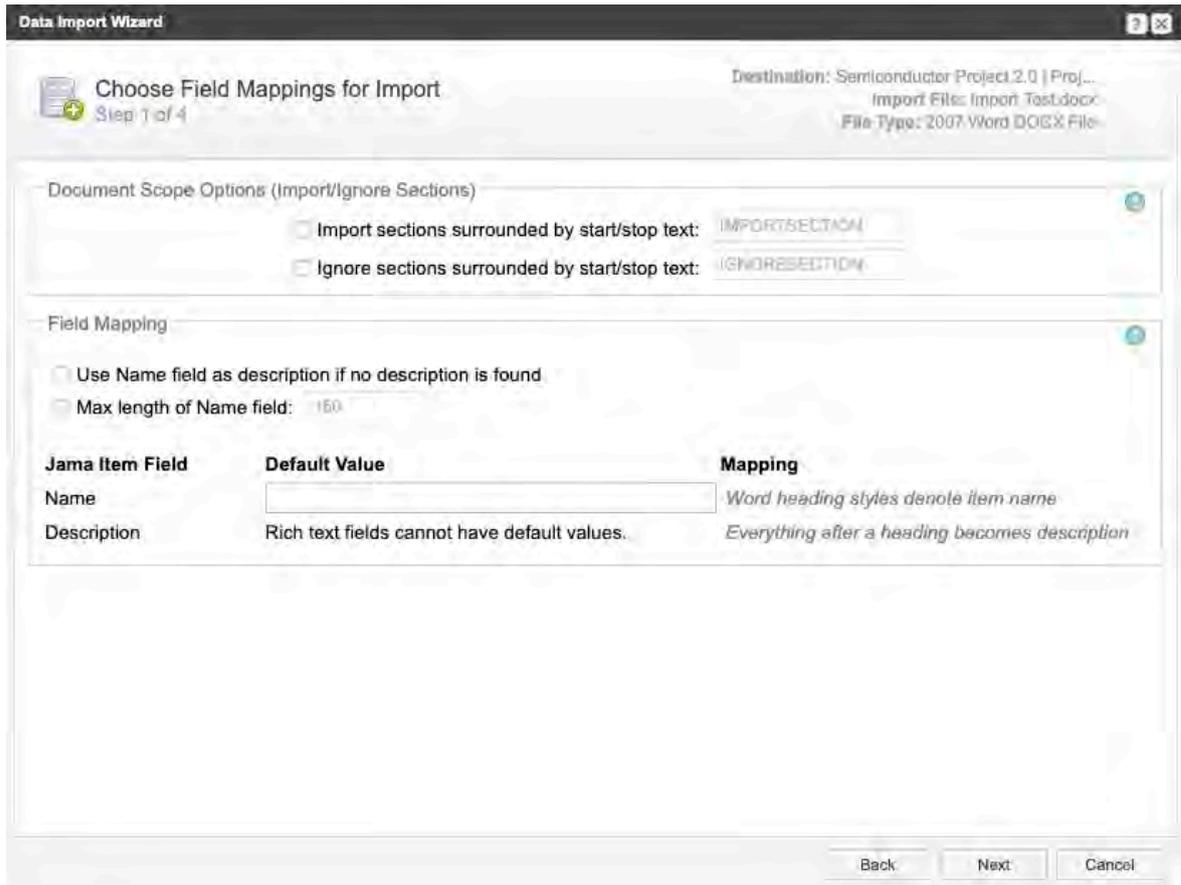 Data Import Wizard
Choose Field Mappings for Import
Step 1 of 4
Destination: Semiconductor Project 2.0 | Proj...
Import File: Import Test.docx
File Type: 2007 Word DOCX File
Document Scope Options (Import/Ignore Sections)
Import sections surrounded by start/stop text: IMPORTSECTION
Ignore sections surrounded by start/stop text: IGNORESECTION
Field Mapping
Use Name field as description if no description is found
Max length of Name field: 150
Jama Item Field Default Value Mapping
Name Word heading styles denote item name
Description Rich text fields cannot have default values. Everything after a heading becomes description
Back Next Cancel